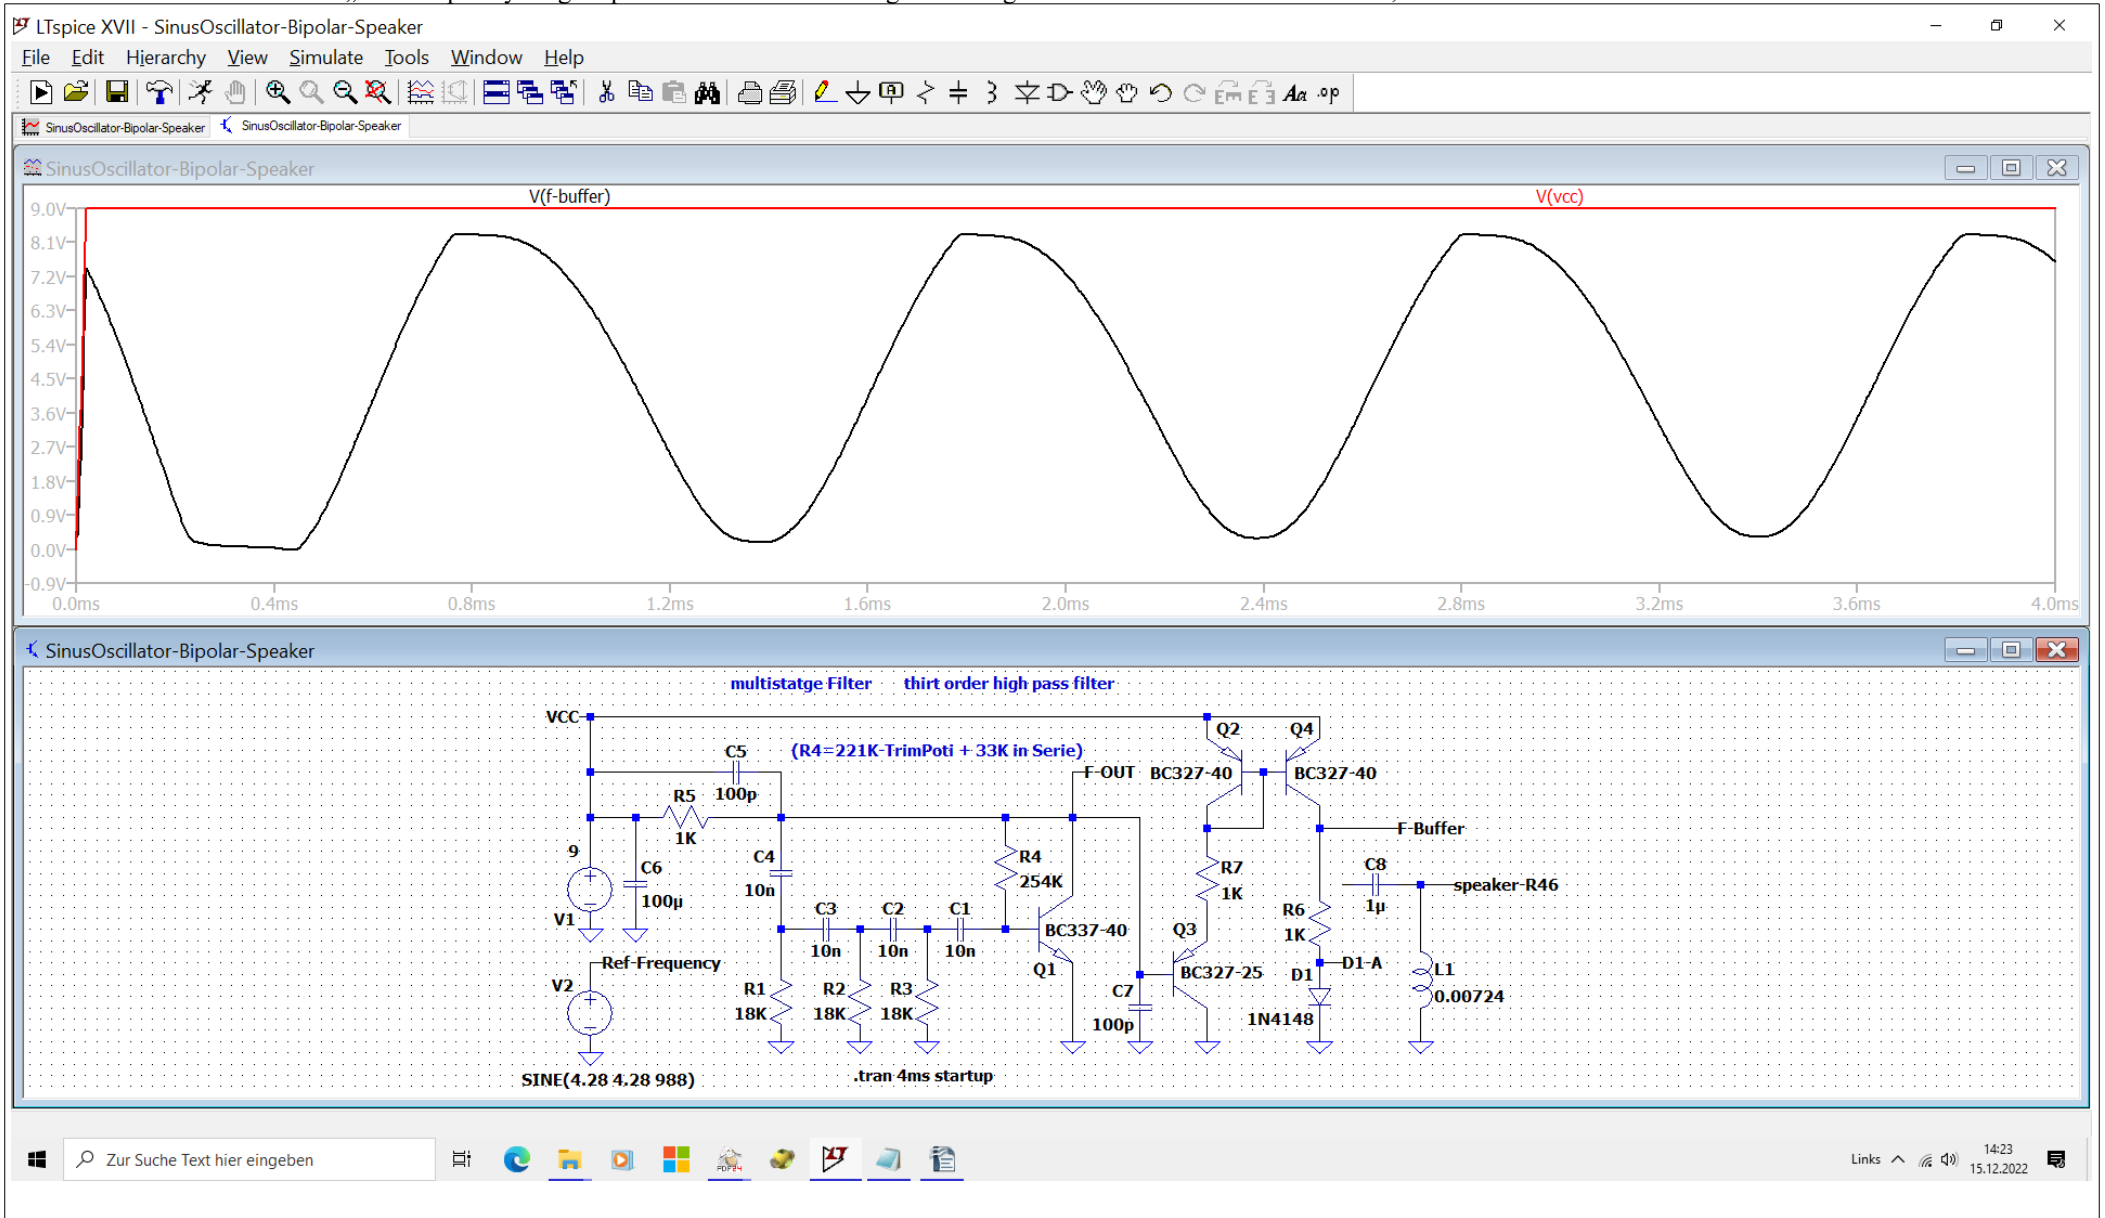 LTspice XVII - SinusOscillator-Bipolar-Speaker
File Edit Hierarchy View Simulate Tools Window Help
SinusOscillator-Bipolar-Speaker SinusOscillator-Bipolar-Speaker
SinusOscillator-Bipolar-Speaker
V(f-buffer) V(vcc)
9.0V
8.1V
7.2V
6.3V
5.4V
4.5V
3.6V
2.7V
1.8V
0.9V
0.0V
-0.9V
0.0ms 0.4ms 0.8ms 1.2ms 1.6ms 2.0ms 2.4ms 2.8ms 3.2ms 3.6ms 4.0ms
SinusOscillator-Bipolar-Speaker
multistatge Filter thirt order high pass filter
VCC
Q2 Q4
C5 (R4=221K-TrimPoti + 33K in Serie)
F-OUT BC327-40 BC327-40
R5 100p
F-Buffer
1K
9 C4 R4 C8
C6 R7
10n 254K speaker-R46
100µ 1K 1µ
V1 C3 C2 C1 R6
BC337-40 Q3 1K
10n 10n 10n
Ref-Frequency Q1 BC327-25 D1 D1-A L1
V2 R1 R2 R3 C7 0.00724
18K 18K 18K 100p 1N4148
SINE(4.28 4.28 988) .tran 4ms startup
Zur Suche Text hier eingeben
PDF24
Links 14:23
15.12.2022